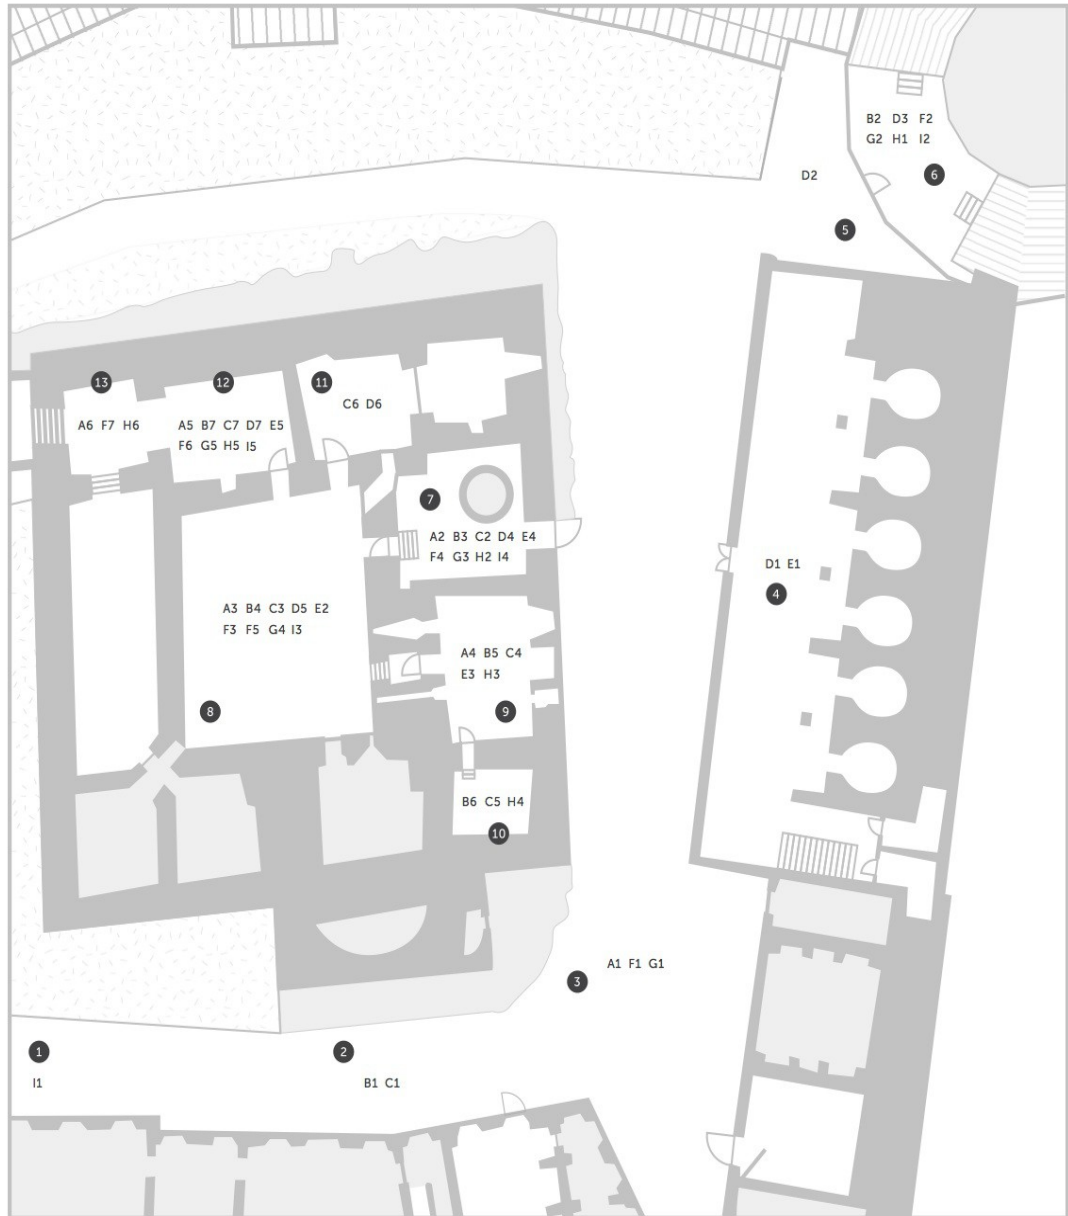 B2 D3 F2
G2 H1 I2
6
D2
5
13
12
11
C6 D6
A6 F7 H6
A5 B7 C7 D7 E5
F6 G5 H5 I5
7
A2 B3 C2 D4 E4
F4 G3 H2 I4
D1 E1
4
A3 B4 C3 D5 E2
F3 F5 G4 I3
A4 B5 C4
E3 H3
8
9
B6 C5 H4
10
A1 F1 G1
3
1
2
I1
B1 C1